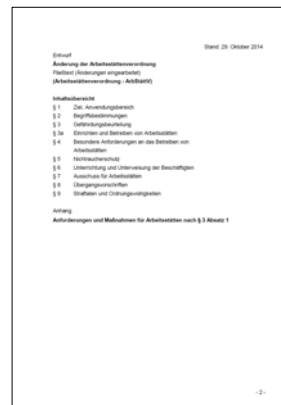 Stand: 29. Oktober 2014
Entwurf
Änderung der Arbeitsstättenverordnung
Fließtext (Änderungen eingearbeitet)
(Arbeitsstättenverordnung - ArbStättV)
Inhaltsübersicht
§ 1 Ziel, Anwendungsbereich
§ 2 Begriffsbestimmungen
§ 3 Gefährdungsbeurteilung
§ 3a Einrichten und Betreiben von Arbeitsstätten
§ 4 Besondere Anforderungen an das Betreiben von
Arbeitsstätten
§ 5 Nichtraucherschutz
§ 6 Unterrichtung und Unterweisung der Beschäftigten
§ 7 Ausschuss für Arbeitsstätten
§ 8 Übergangsvorschriften
§ 9 Straftaten und Ordnungswidrigkeiten
Anhang
Anforderungen und Maßnahmen für Arbeitsstätten nach § 3 Absatz 1
- 2 -